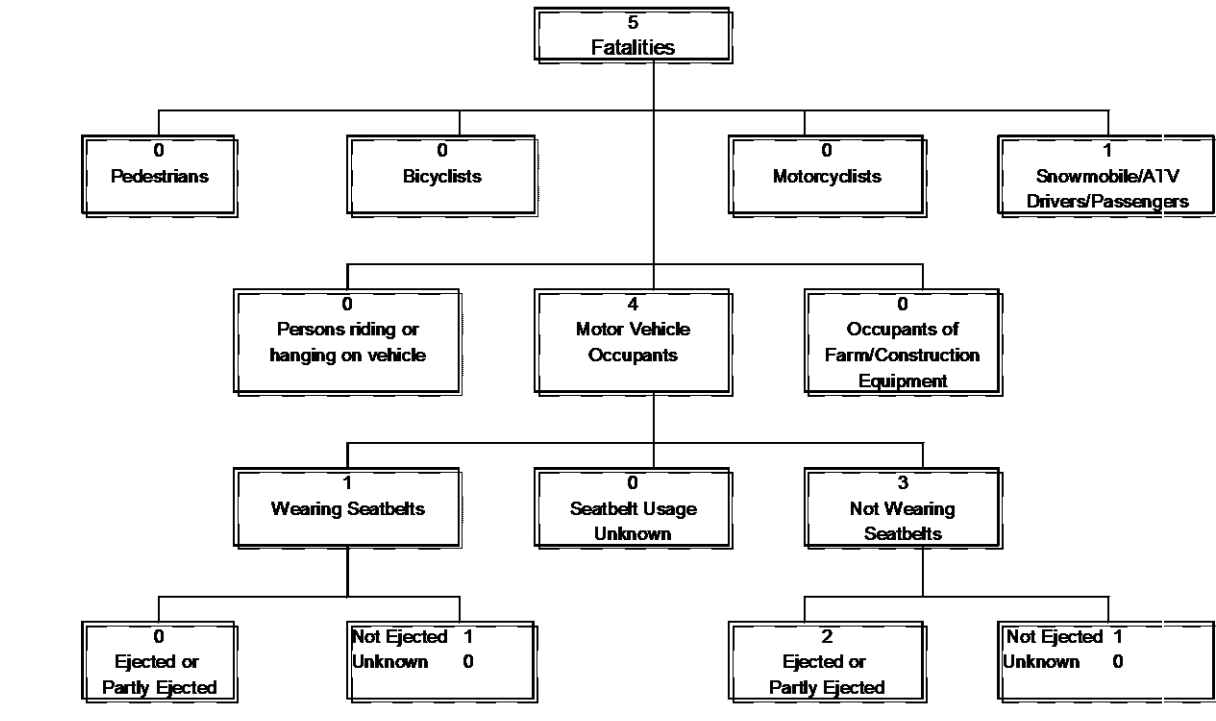 5
Fatalities
0
Pedestrians
0
Bicyclists
0
Motorcyclists
1
Snowmobile/ATV
Drivers/Passengers
0
Persons riding or
hanging on vehicle
4
Motor Vehicle
Occupants
0
Occupants of
Farm/Construction
Equipment
1
Wearing Seatbelts
0
Seatbelt Usage
Unknown
3
Not Wearing
Seatbelts
0
Ejected or
Partly Ejected
Not Ejected 1
Unknown 0
2
Ejected or
Partly Ejected
Not Ejected 1
Unknown 0